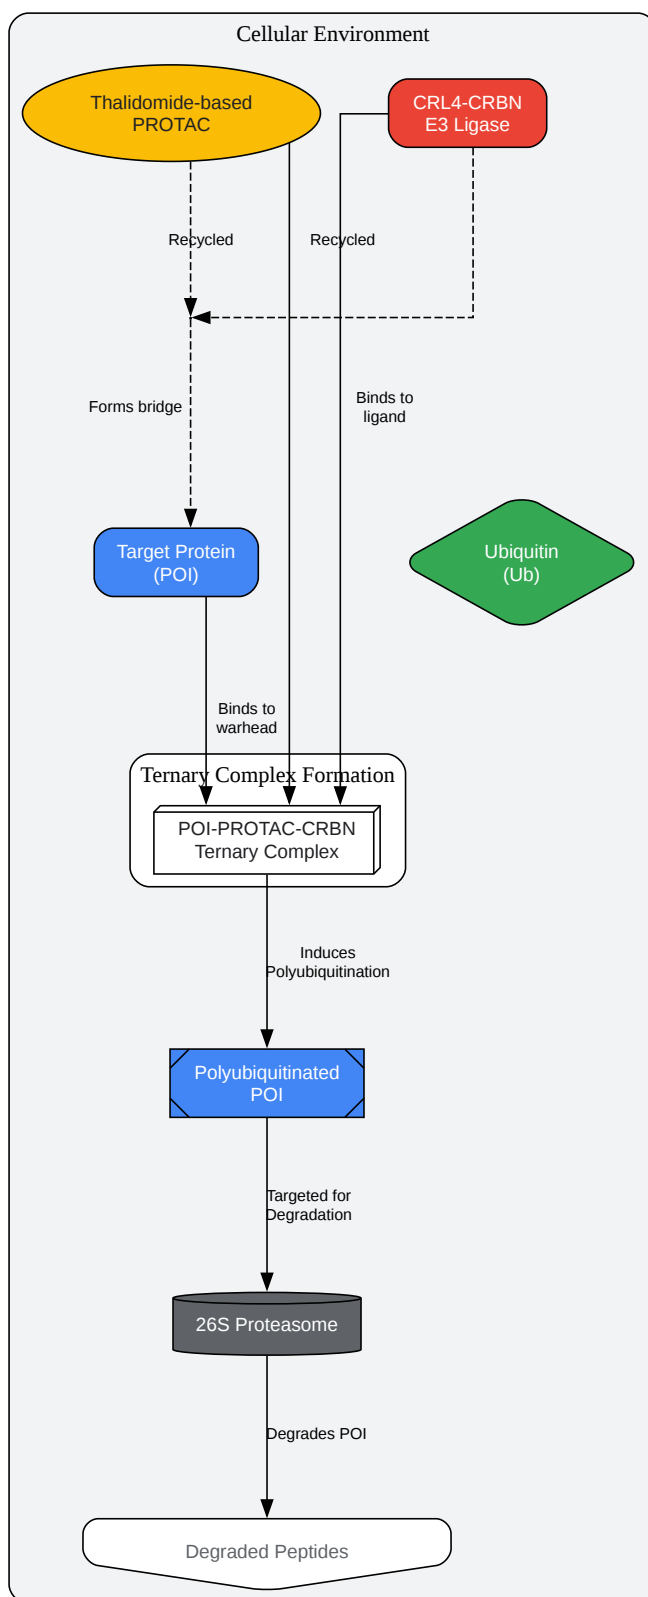 Cellular Environment
Thalidomide-based
PROTAC
CRL4-CRBN
E3 Ligase
Recycled
Recycled
Forms bridge
Binds to
ligand
Target Protein
(POI)
Ubiquitin
(Ub)
Binds to
warhead
Ternary Complex Formation
POI-PROTAC-CRBN
Ternary Complex
Induces
Polyubiquitination
Polyubiquitinated
POI
Targeted for
Degradation
26S Proteasome
Degrades POI
Degraded Peptides